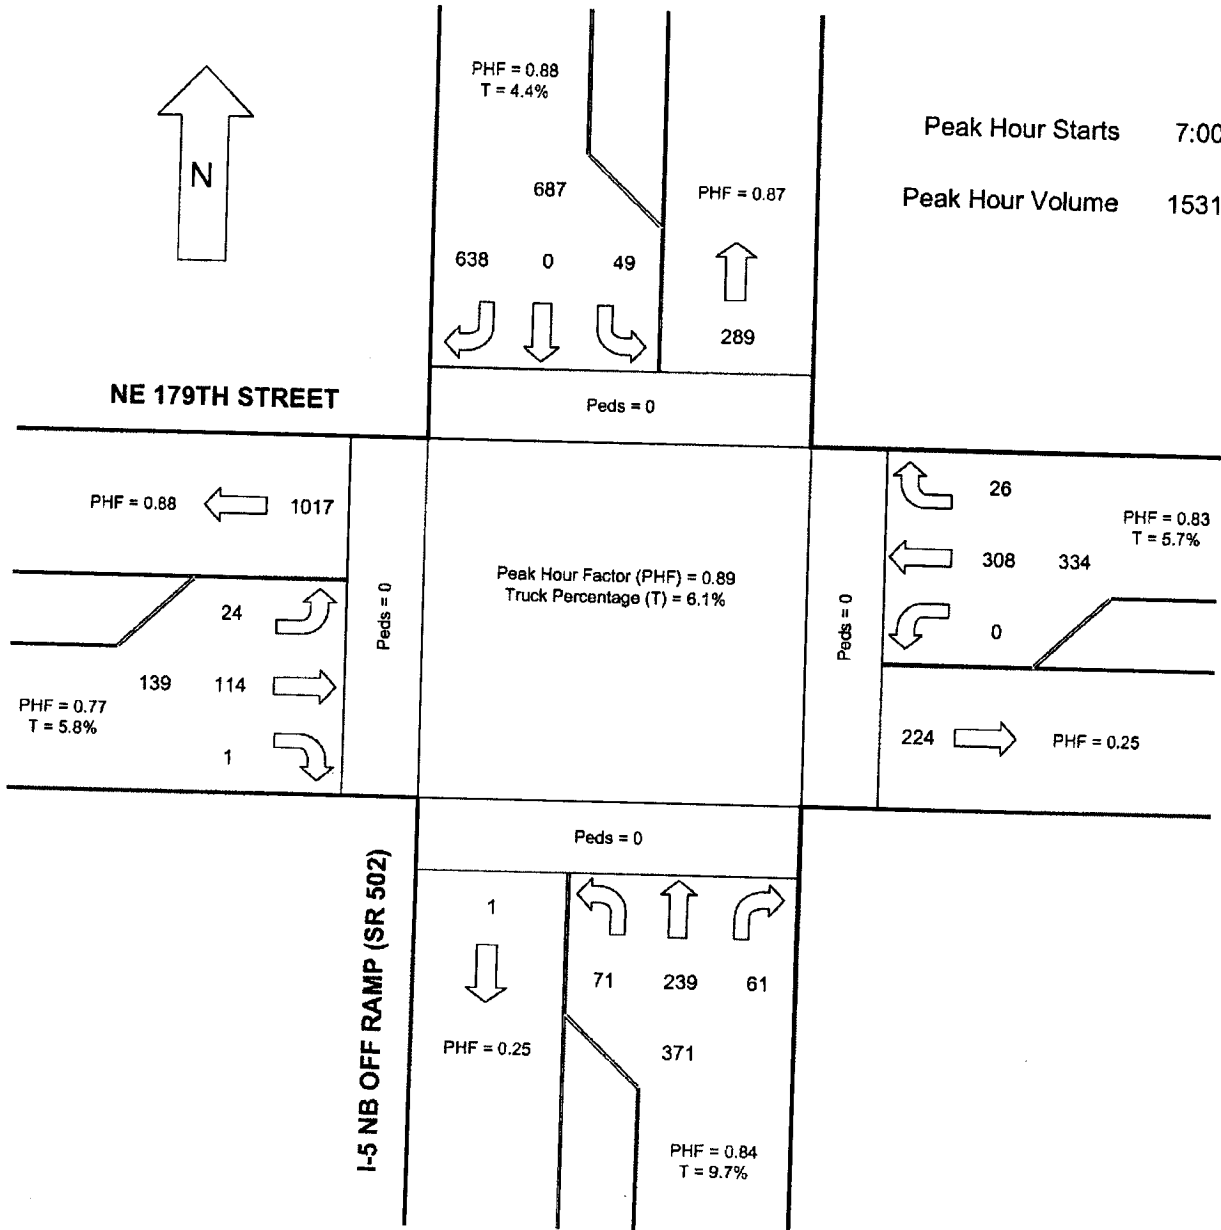 PHF = 0.88
T = 4.4%
Peak Hour Starts 7:00
N
687
PHF = 0.87
Peak Hour Volume 1531
638 0 49
289
NE 179TH STREET
Peds = 0
PHF = 0.88 1017
26
PHF = 0.83
T = 5.7%
308 334
0
Peak Hour Factor (PHF) = 0.89
Truck Percentage (T) = 6.1%
Peds = 0
Peds = 0
24
139 114
PHF = 0.77
T = 5.8%
1
224 PHF = 0.25
Peds = 0
I-5 NB OFF RAMP (SR 502)
1
71 239 61
PHF = 0.25
371
PHF = 0.84
T = 9.7%